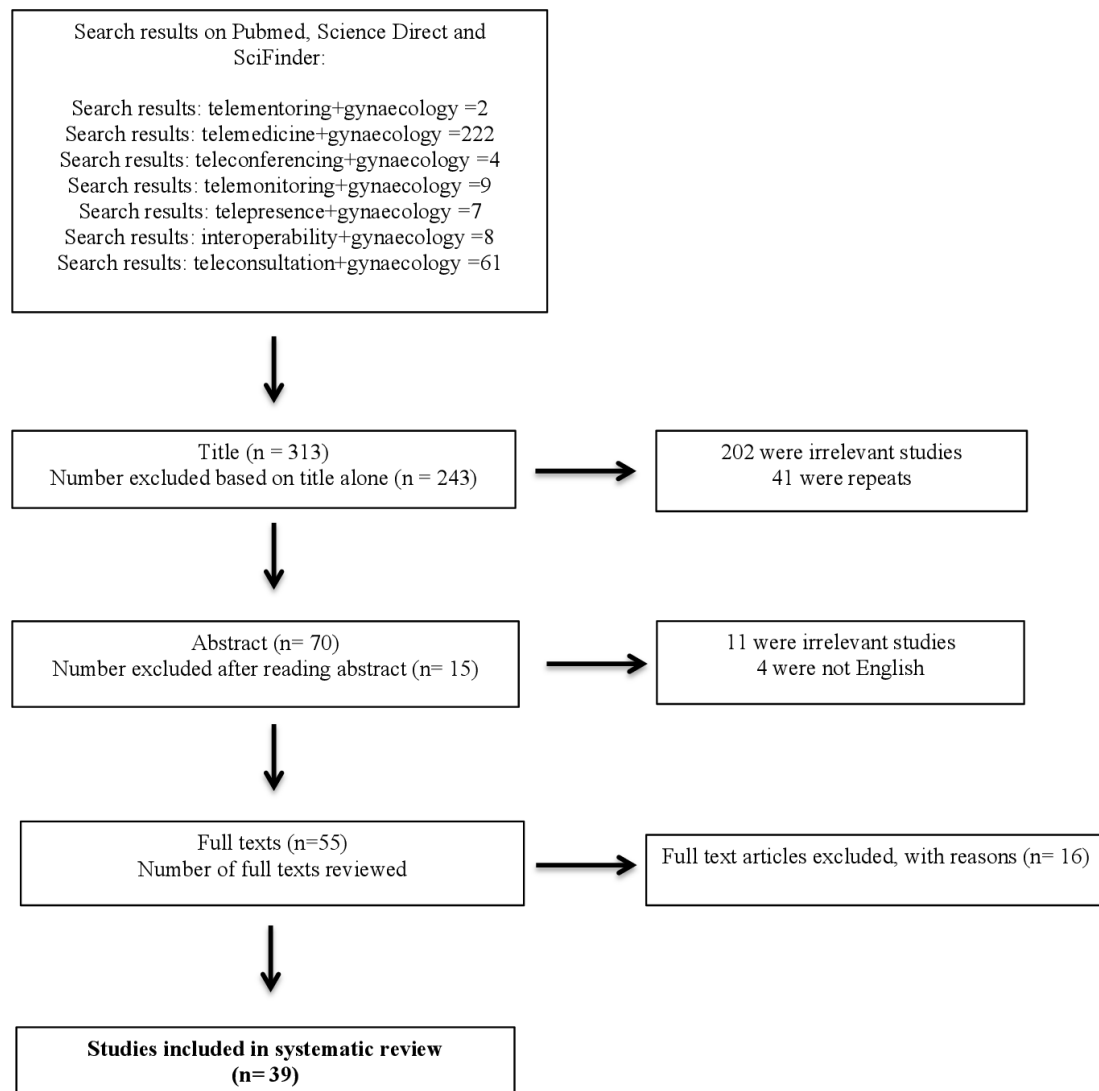 Search results on Pubmed, Science Direct and
SciFinder:
Search results: telementoring+gynaecology =2
Search results: telemedicine+gynaecology =222
Search results: teleconferencing+gynaecology =4
Search results: telemonitoring+gynaecology =9
Search results: telepresence+gynaecology =7
Search results: interoperability+gynaecology =8
Search results: teleconsultation+gynaecology =61
Title (n = 313)
Number excluded based on title alone (n = 243)
202 were irrelevant studies
41 were repeats
Abstract (n= 70)
Number excluded after reading abstract (n= 15)
11 were irrelevant studies
4 were not English
Full texts (n=55)
Number of full texts reviewed
Full text articles excluded, with reasons (n= 16)
Studies included in systematic review
(n= 39)